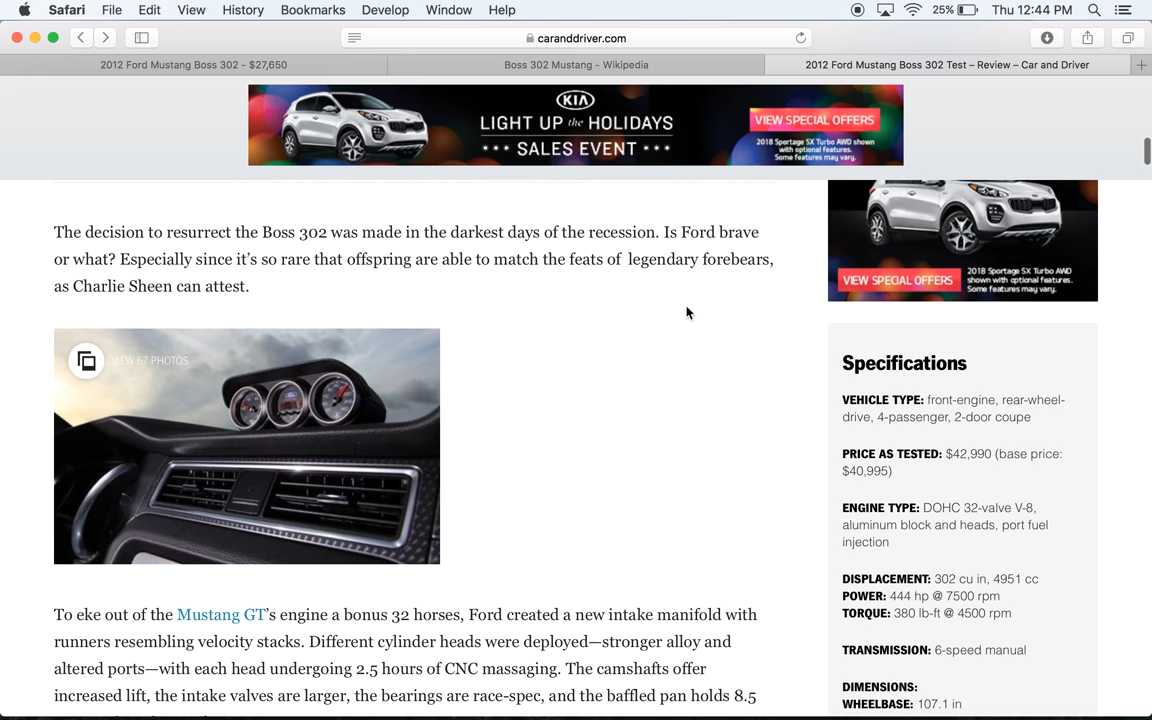 Safari File Edit View History Bookmarks Develop Window Help 25% Thu 12:44 PM
caranddriver.com
2012 Ford Mustang Boss 302 - $27,650 Boss 302 Mustang - Wikipedia 2012 Ford Mustang Boss 302 Test – Review – Car and Driver
KIA
LIGHT UP the HOLIDAYS
SALES EVENT
VIEW SPECIAL OFFERS
2018 Sportage SX Turbo AWD shown
with optional features.
Some features may vary.
The decision to resurrect the Boss 302 was made in the darkest days of the recession. Is Ford brave
or what? Especially since it’s so rare that offspring are able to match the feats of legendary forebears,
as Charlie Sheen can attest.
VIEW 67 PHOTOS
To eke out of the Mustang GT’s engine a bonus 32 horses, Ford created a new intake manifold with
runners resembling velocity stacks. Different cylinder heads were deployed—stronger alloy and
altered ports—with each head undergoing 2.5 hours of CNC massaging. The camshafts offer
increased lift, the intake valves are larger, the bearings are race-spec, and the baffled pan holds 8.5
VIEW SPECIAL OFFERS
2018 Sportage SX Turbo AWD
shown with optional features.
Some features may vary.
Specifications
VEHICLE TYPE: front-engine, rear-wheel-
drive, 4-passenger, 2-door coupe
PRICE AS TESTED: $42,990 (base price:
$40,995)
ENGINE TYPE: DOHC 32-valve V-8,
aluminum block and heads, port fuel
injection
DISPLACEMENT: 302 cu in, 4951 cc
POWER: 444 hp @ 7500 rpm
TORQUE: 380 lb-ft @ 4500 rpm
TRANSMISSION: 6-speed manual
DIMENSIONS:
WHEELBASE: 107.1 in